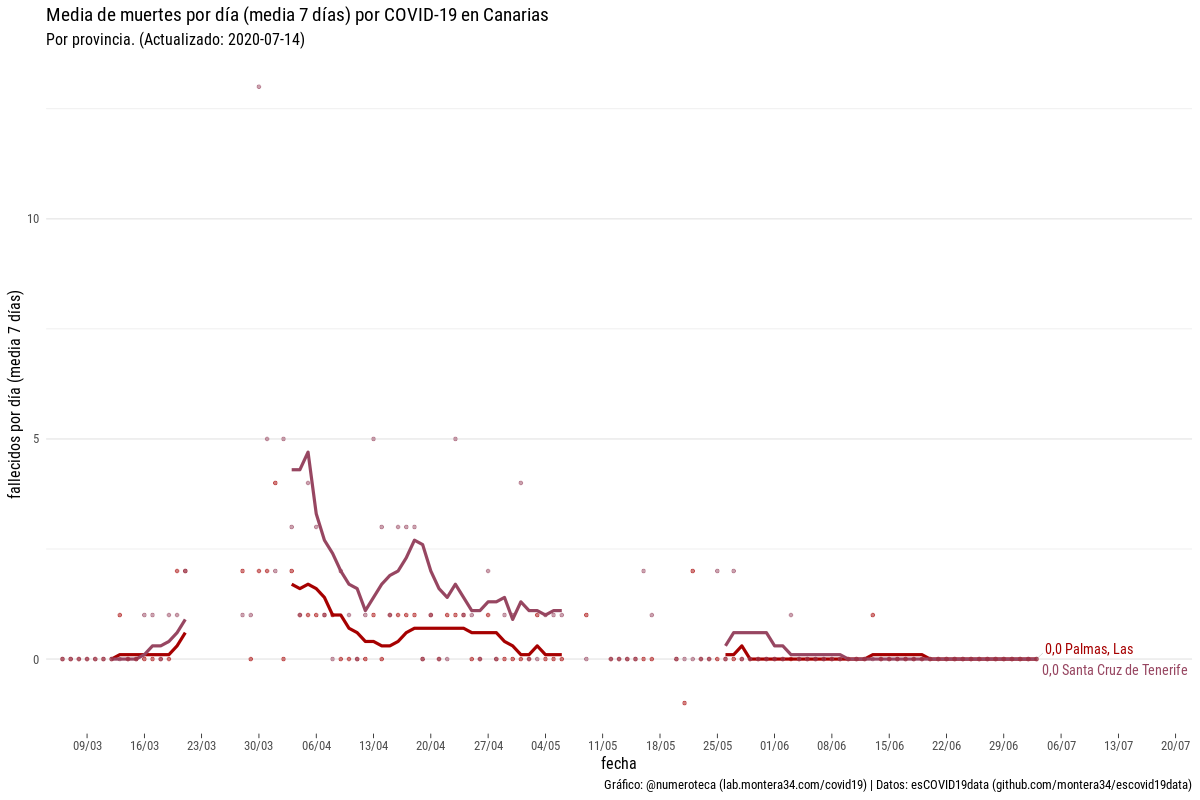 Media de muertes por día (media 7 días) por COVID-19 en Canarias
Por provincia. (Actualizado: 2020-07-14)
fallecidos por día (media 7 días)
10
5
0
0,0 Palmas, Las
0,0 Santa Cruz de Tenerife
09/03 16/03 23/03 30/03 06/04 13/04 20/04 27/04 04/05 11/05 18/05 25/05 01/06 08/06 15/06 22/06 29/06 06/07 13/07 20/07
fecha
Gráfico: @numeroteca (lab.montera34.com/covid19) | Datos: esCOVID19data (github.com/montera34/escovid19data)